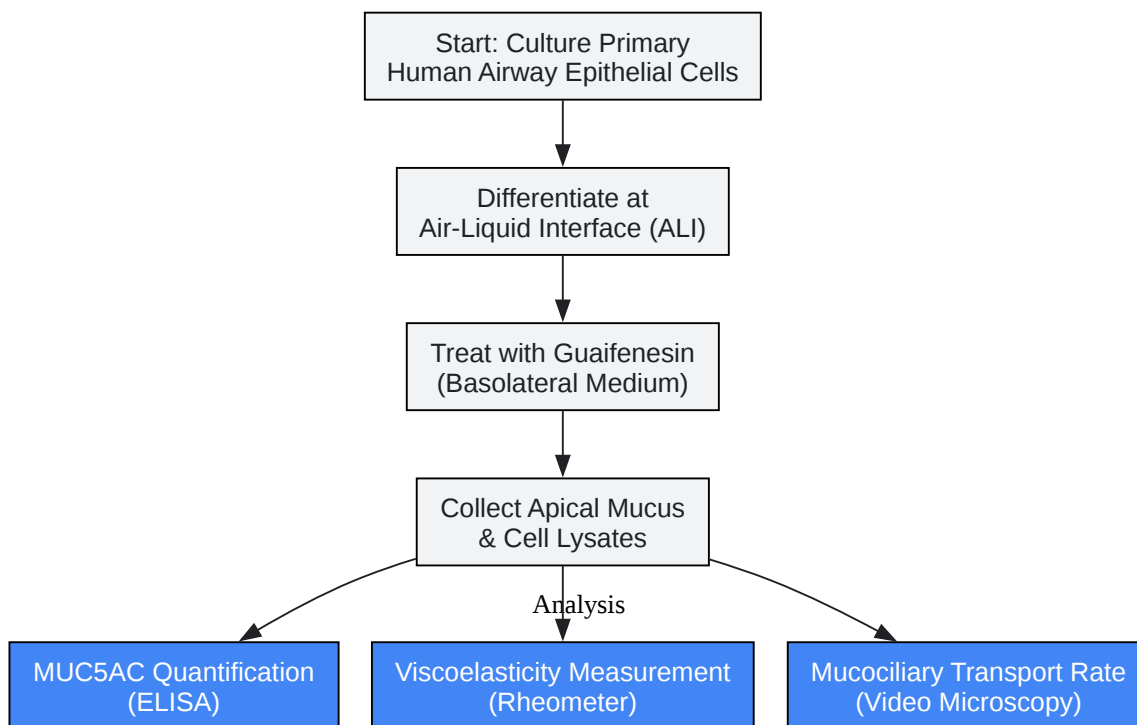 Start: Culture Primary
Human Airway Epithelial Cells
Differentiate at
Air-Liquid Interface (ALI)
Treat with Guaifenesin
(Basolateral Medium)
Collect Apical Mucus
& Cell Lysates
Analysis
MUC5AC Quantification
(ELISA)
Viscoelasticity Measurement
(Rheometer)
Mucociliary Transport Rate
(Video Microscopy)